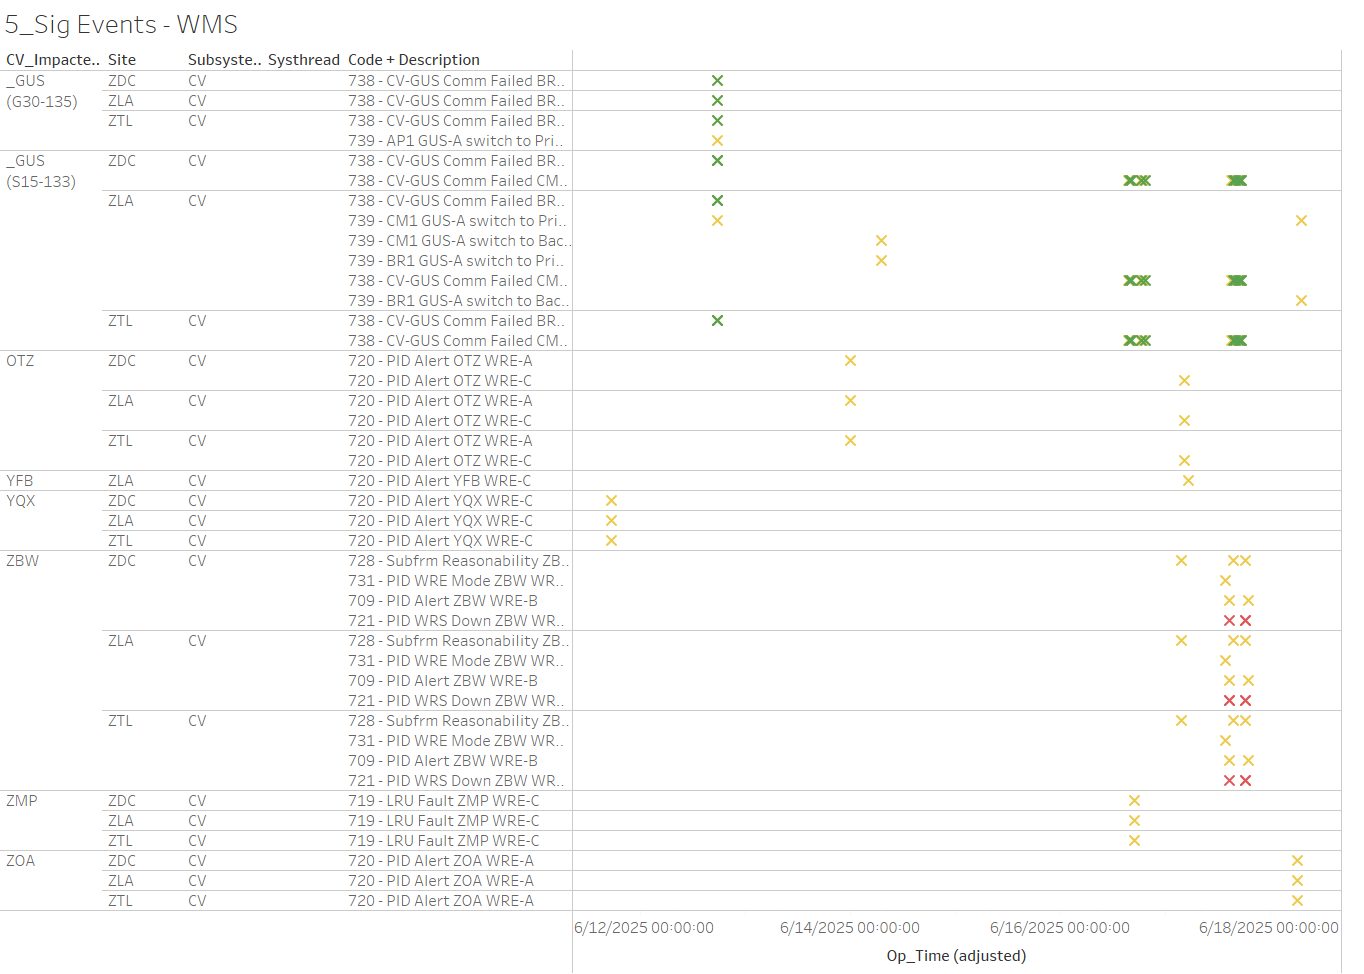 5_Sig Events - WMS
CV_Impacte.. Site Subsyste.. Systhread Code + Description
_GUS (G30-135) ZDC CV 738 - CV-GUS Comm Failed BR..
ZLA CV 738 - CV-GUS Comm Failed BR..
ZTL CV 738 - CV-GUS Comm Failed BR..
739 - AP1 GUS-A switch to Pri..
_GUS (S15-133) ZDC CV 738 - CV-GUS Comm Failed BR..
738 - CV-GUS Comm Failed CM..
ZLA CV 738 - CV-GUS Comm Failed BR..
739 - CM1 GUS-A switch to Pri..
739 - CM1 GUS-A switch to Bac..
739 - BR1 GUS-A switch to Pri..
738 - CV-GUS Comm Failed CM..
739 - BR1 GUS-A switch to Bac..
ZTL CV 738 - CV-GUS Comm Failed BR..
738 - CV-GUS Comm Failed CM..
OTZ ZDC CV 720 - PID Alert OTZ WRE-A
720 - PID Alert OTZ WRE-C
ZLA CV 720 - PID Alert OTZ WRE-A
720 - PID Alert OTZ WRE-C
ZTL CV 720 - PID Alert OTZ WRE-A
720 - PID Alert OTZ WRE-C
YFB ZLA CV 720 - PID Alert YFB WRE-C
YQX ZDC CV 720 - PID Alert YQX WRE-C
ZLA CV 720 - PID Alert YQX WRE-C
ZTL CV 720 - PID Alert YQX WRE-C
ZBW ZDC CV 728 - Subfrm Reasonability ZB..
731 - PID WRE Mode ZBW WR..
709 - PID Alert ZBW WRE-B
721 - PID WRS Down ZBW WR..
ZLA CV 728 - Subfrm Reasonability ZB..
731 - PID WRE Mode ZBW WR..
709 - PID Alert ZBW WRE-B
721 - PID WRS Down ZBW WR..
ZTL CV 728 - Subfrm Reasonability ZB..
731 - PID WRE Mode ZBW WR..
709 - PID Alert ZBW WRE-B
721 - PID WRS Down ZBW WR..
ZMP ZDC CV 719 - LRU Fault ZMP WRE-C
ZLA CV 719 - LRU Fault ZMP WRE-C
ZTL CV 719 - LRU Fault ZMP WRE-C
ZOA ZDC CV 720 - PID Alert ZOA WRE-A
ZLA CV 720 - PID Alert ZOA WRE-A
ZTL CV 720 - PID Alert ZOA WRE-A
6/12/2025 00:00:00 6/14/2025 00:00:00 6/16/2025 00:00:00 6/18/2025 00:00:00
Op_Time (adjusted)